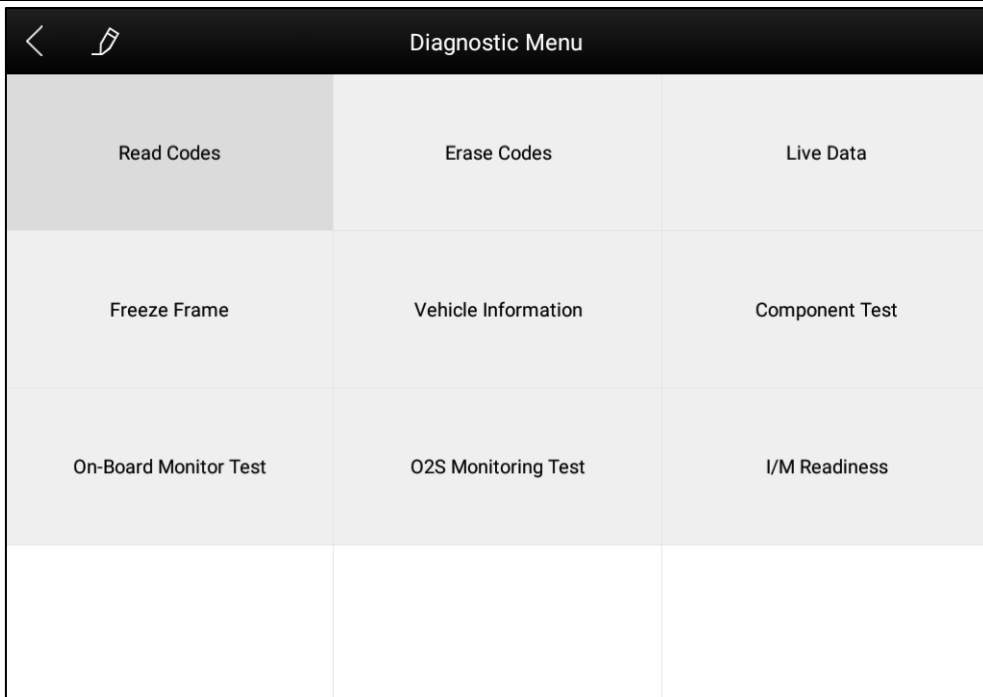 Diagnostic Menu
Read Codes
Erase Codes
Live Data
Freeze Frame
Vehicle Information
Component Test
On-Board Monitor Test
O2S Monitoring Test
I/M Readiness